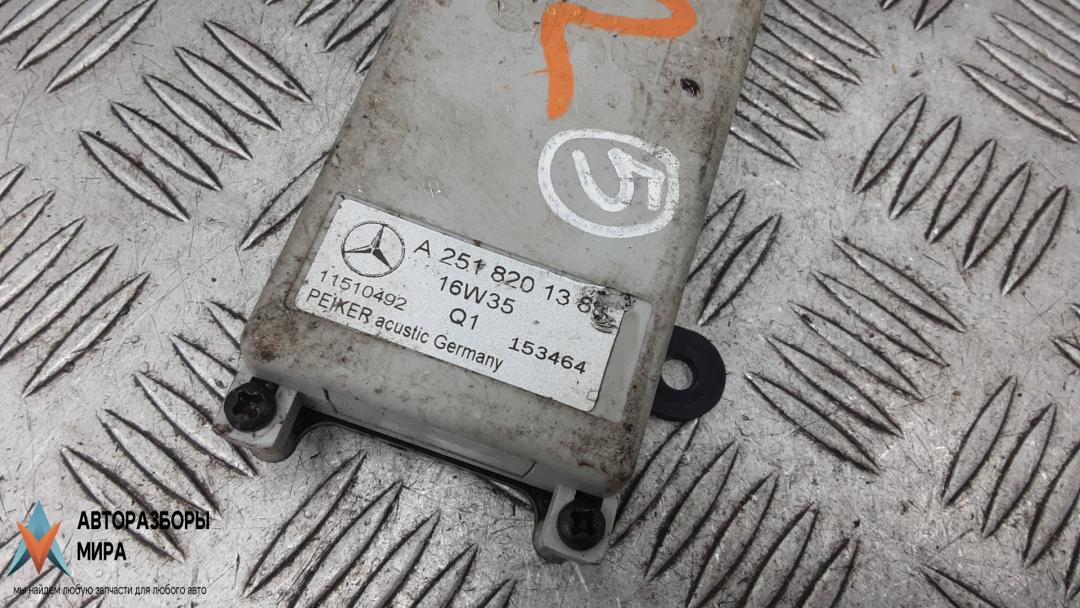 5
A 251 820 13 8
16W35
11510492 Q1
153464
PEIKER acustic Germany
АВТОРАЗБОРЫ
МИРА
мы найдем любую запчасти для любого авто